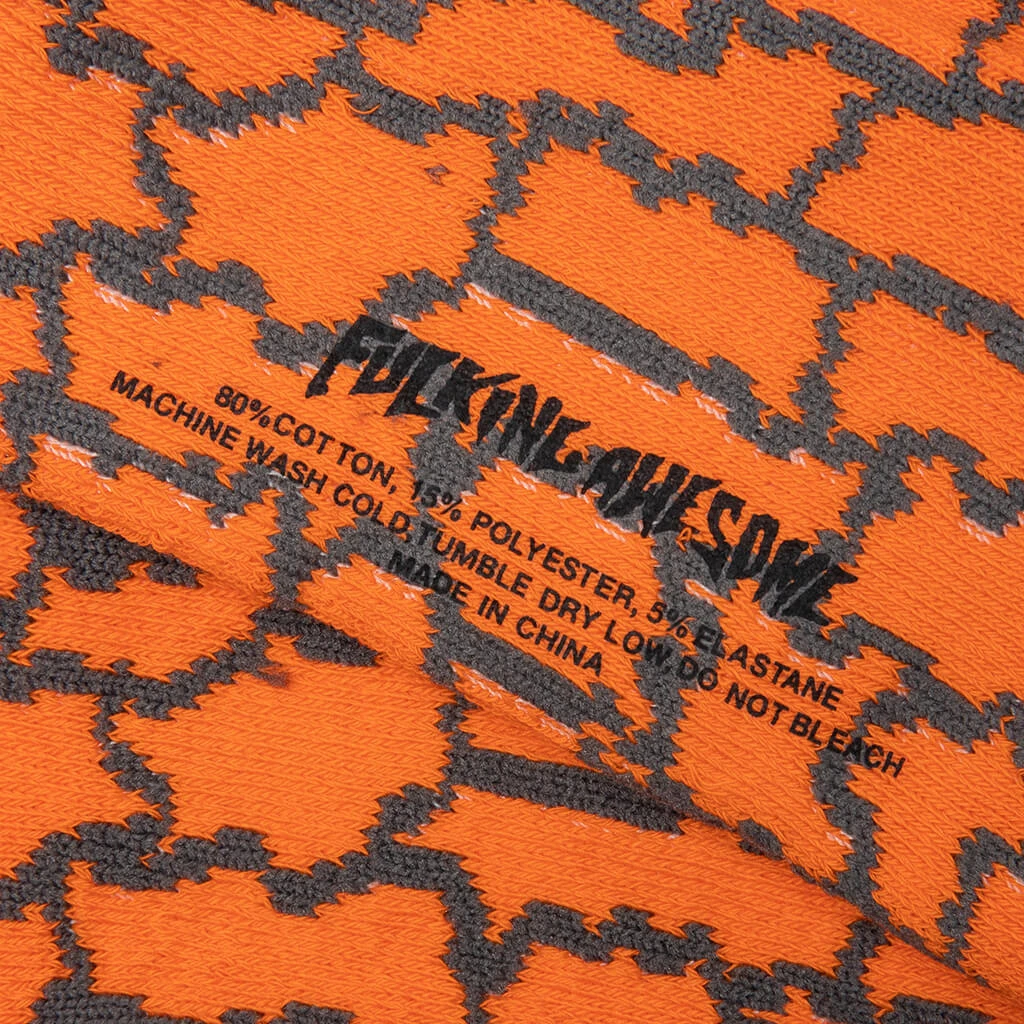 FUCKING AWESOME
80% COTTON, 15% POLYESTER, 5% ELASTANE
MACHINE WASH COLD, TUMBLE DRY LOW DO NOT BLEACH
MADE IN CHINA